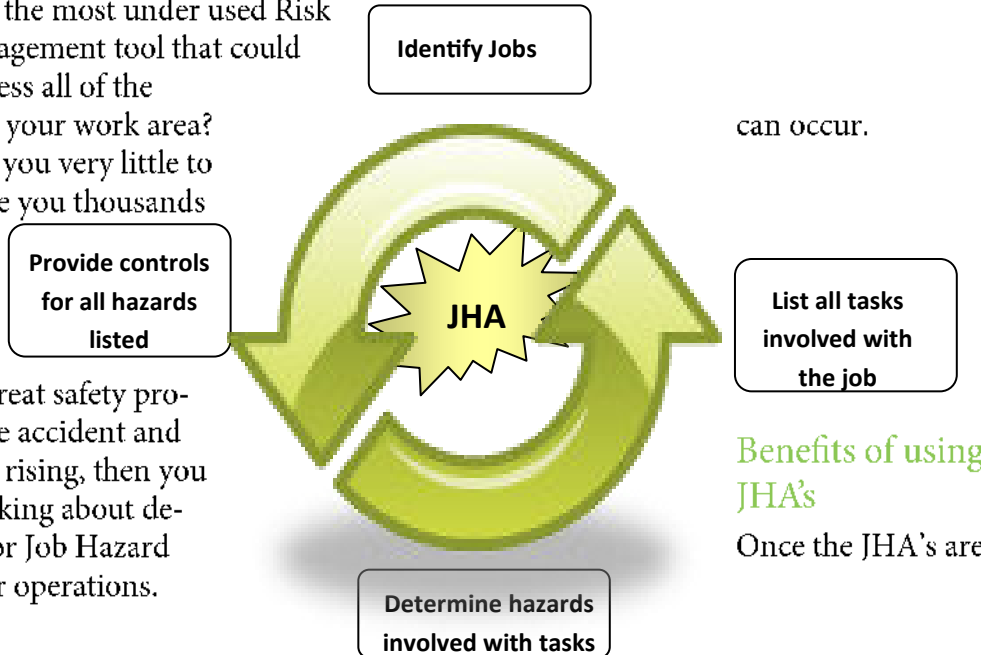 the most under used Risk
agement tool that could
ess all of the
your work area?
you very little to
e you thousands
reat safety pro-
e accident and
rising, then you
king about de-
or Job Hazard
r operations.
Identify Jobs
Provide controls
for all hazards
listed
JHA
List all tasks
involved with
the job
Determine hazards
involved with tasks
can occur.
Benefits of using
JHA's
Once the JHA's are